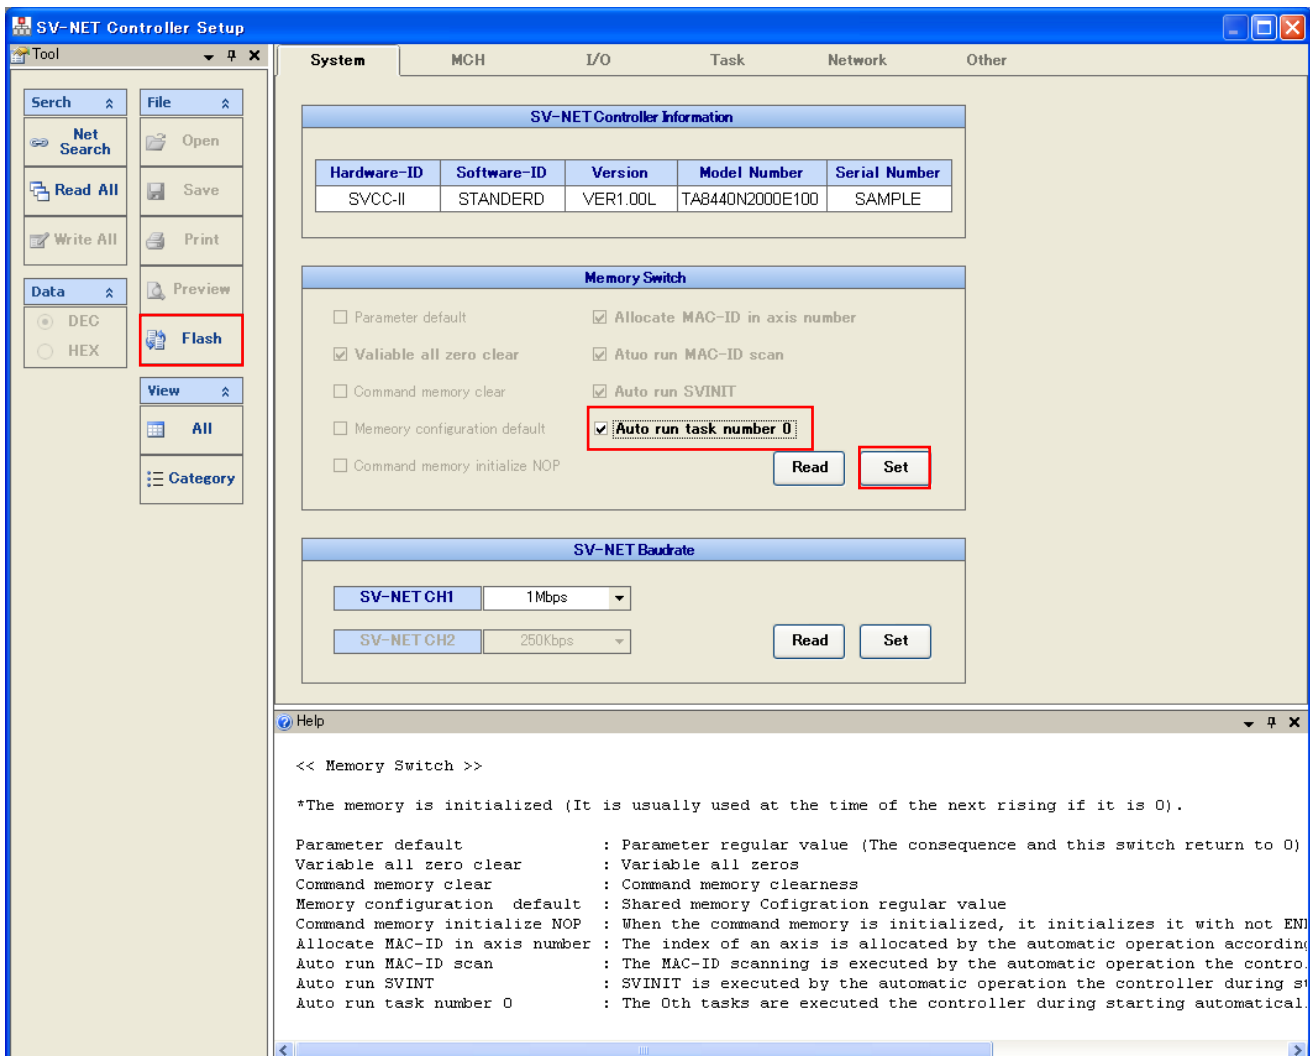 SV-NET Controller Setup
Tool
Serch
Net Search
Read All
Write All
Data
DEC
HEX
File
Open
Save
Print
Preview
Flash
View
All
Category
System MCH I/O Task Network Other
SV-NET Controller Information
Hardware-ID Software-ID Version Model Number Serial Number
SVCC-II STANDERD VER1.00L TA8440N2000E100 SAMPLE
Memory Switch
Parameter default Allocate MAC-ID in axis number
Valiable all zero clear Atuo run MAC-ID scan
Command memory clear Auto run SVINIT
Memeory configuration default Auto run task number 0
Command memory initialize NOP Read Set
SV-NET Baudrate
SV-NET CH1 1Mbps
SV-NET CH2 250Kbps Read Set
Help
<< Memory Switch >>
*The memory is initialized (It is usually used at the time of the next rising if it is 0).
Parameter default : Parameter regular value (The consequence and this switch return to 0)
Variable all zero clear : Variable all zeros
Command memory clear : Command memory clearness
Memory configuration default : Shared memory Cofigration regular value
Command memory initialize NOP : When the command memory is initialized, it initializes it with not EN
Allocate MAC-ID in axis number : The index of an axis is allocated by the automatic operation according
Auto run MAC-ID scan : The MAC-ID scanning is executed by the automatic operation the contro
Auto run SVINT : SVINIT is executed by the automatic operation the controller during s
Auto run task number 0 : The 0th tasks are executed the controller during starting automatical